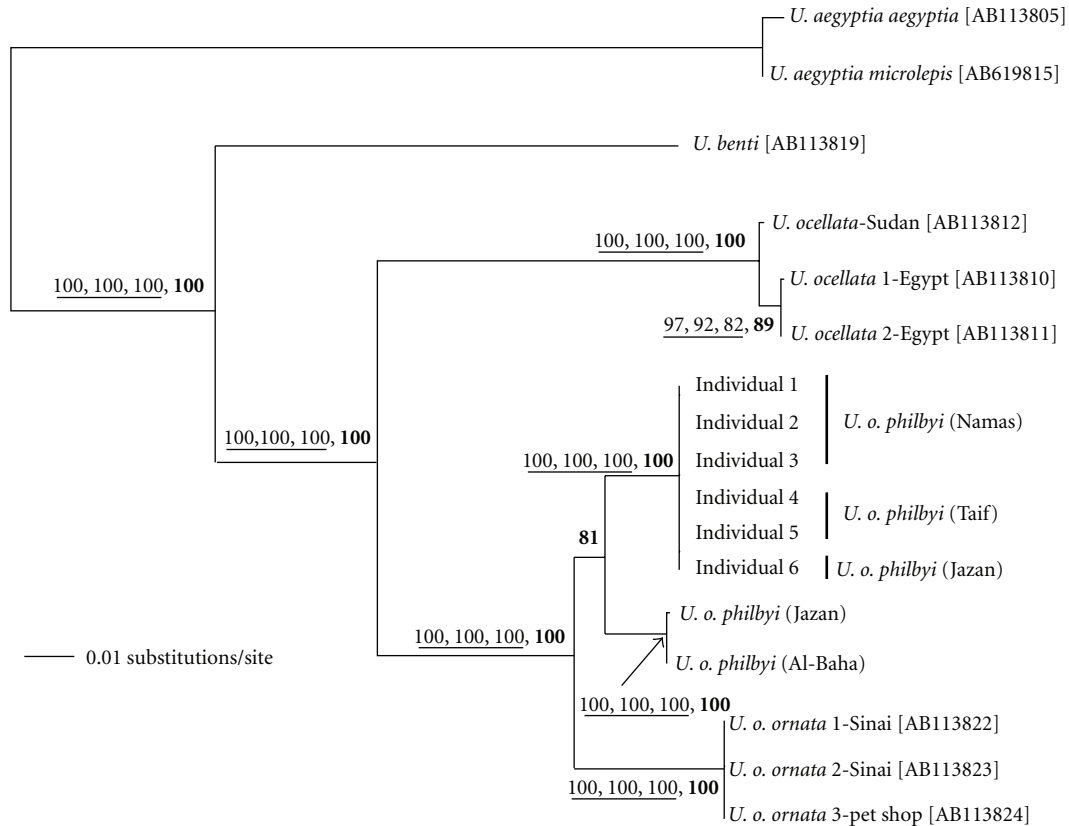 U. aegyptia aegyptia [AB113805]
U. aegyptia microlepis [AB619815]
U. benti [AB113819]
U. ocellata-Sudan [AB113812]
100, 100, 100, 100
100, 100, 100, 100
U. ocellata 1-Egypt [AB113810]
97, 92, 82, 89
U. ocellata 2-Egypt [AB113811]
Individual 1
Individual 2
U. o. philbyi (Namas)
100,100, 100, 100
100, 100, 100, 100
Individual 3
Individual 4
U. o. philbyi (Taif)
Individual 5
81
Individual 6
U. o. philbyi (Jazan)
U. o. philbyi (Jazan)
100, 100, 100, 100
0.01 substitutions/site
U. o. philbyi (Al-Baha)
100, 100, 100, 100
U. o. ornata 1-Sinai [AB113822]
U. o. ornata 2-Sinai [AB113823]
100, 100, 100, 100
U. o. ornata 3-pet shop [AB113824]